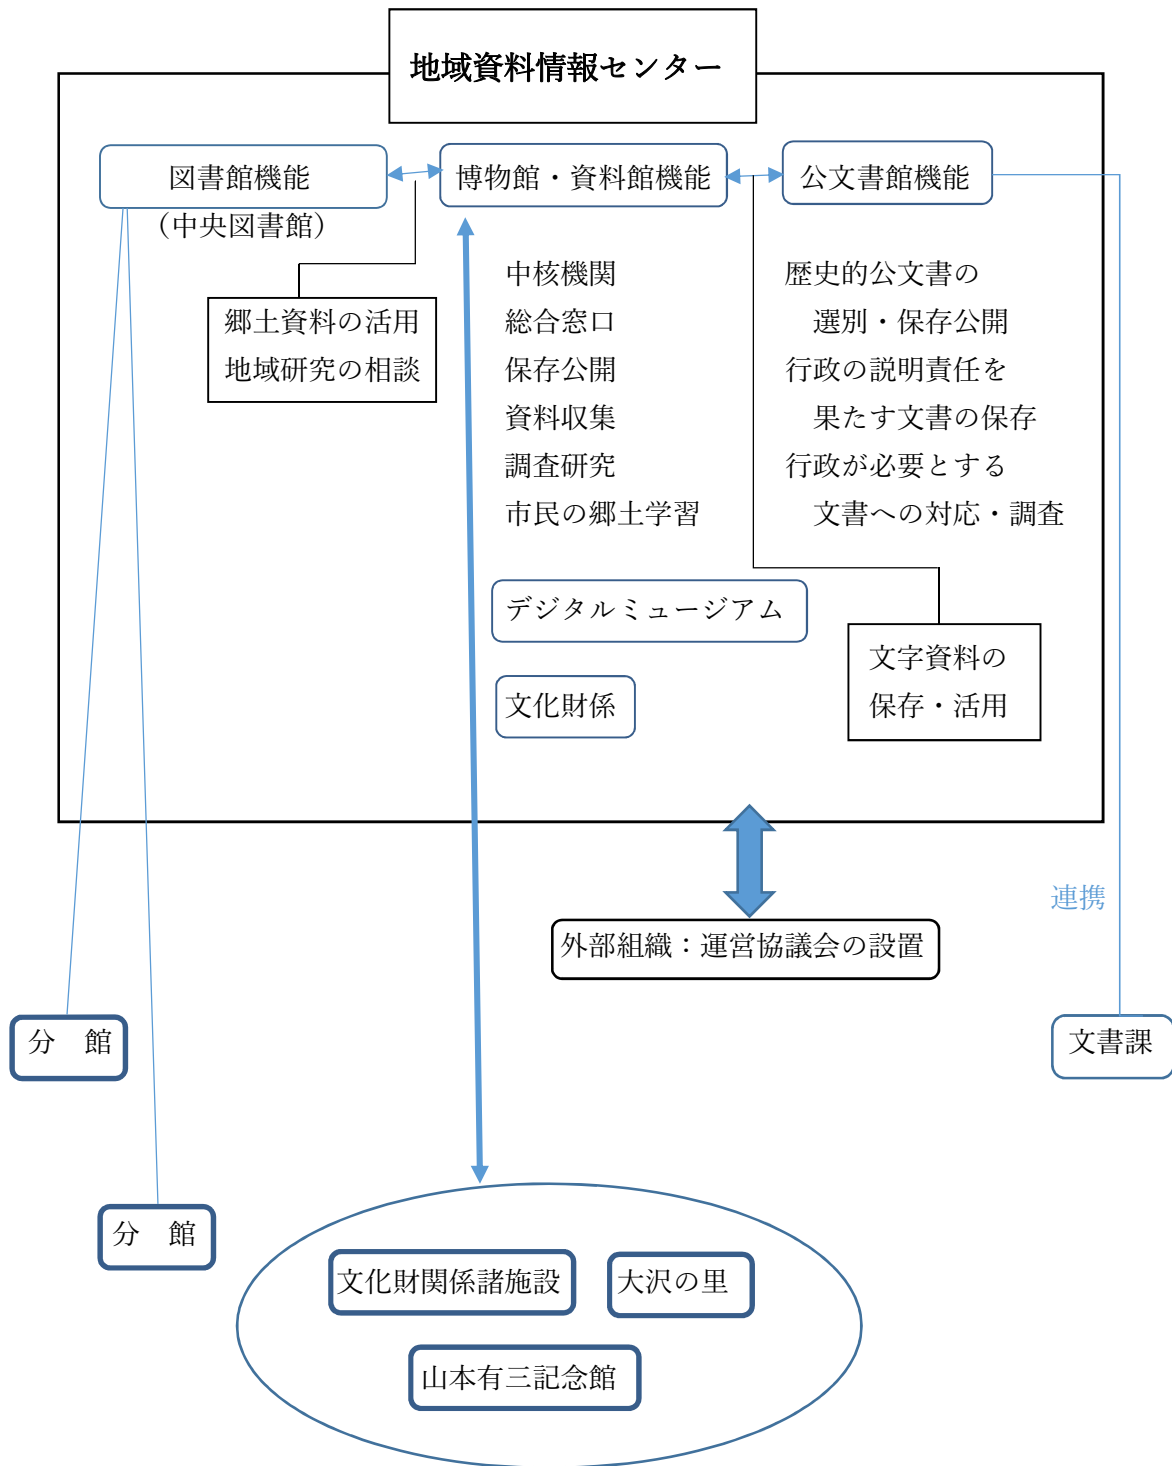 地域資料情報センター
図書館機能
（中央図書館）
博物館・資料館機能
公文書館機能
郷土資料の活用
地域研究の相談
中核機関
総合窓口
保存公開
資料収集
調査研究
市民の郷土学習
歴史的公文書の
選別・保存公開
行政の説明責任を
果たす文書の保存
行政が必要とする
文書への対応・調査
デジタルミュージアム
文化財係
文字資料の
保存・活用
連携
外部組織：運営協議会の設置
分　館
文書課
分　館
文化財関係諸施設
大沢の里
山本有三記念館